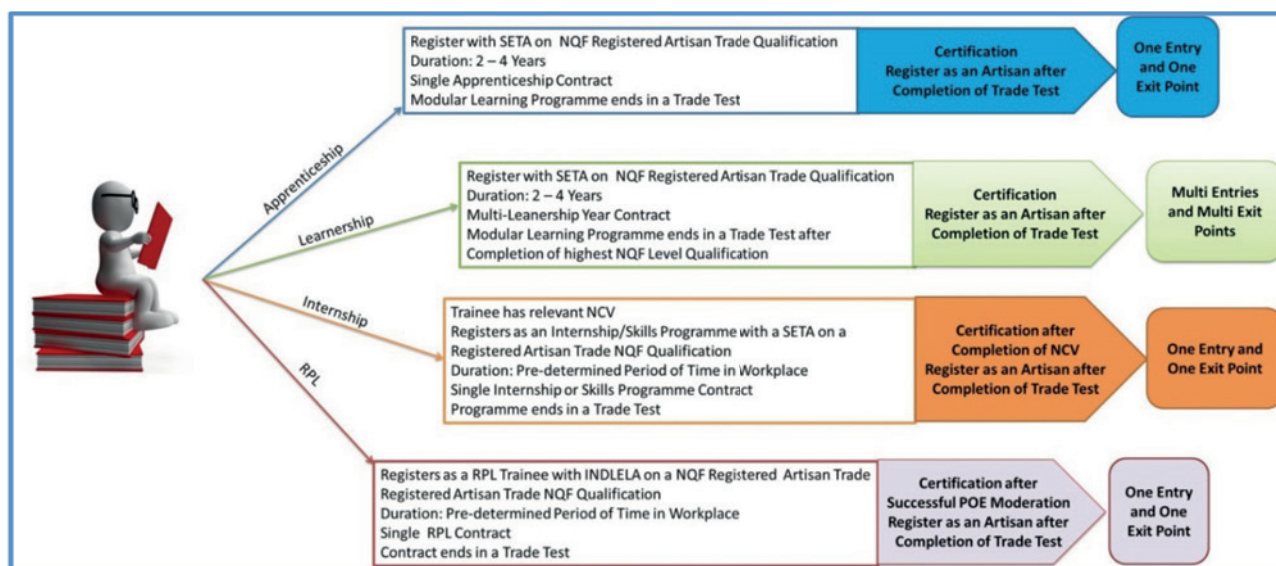 Apprenticeship
Register with SETA on NQF Registered Artisan Trade Qualification
Duration: 2 – 4 Years
Single Apprenticeship Contract
Modular Learning Programme ends in a Trade Test
Certification
Register as an Artisan after
Completion of Trade Test
One Entry
and One
Exit Point
Learnership
Register with SETA on NQF Registered Artisan Trade Qualification
Duration: 2 – 4 Years
Multi-Leanership Year Contract
Modular Learning Programme ends in a Trade Test after
Completion of highest NQF Level Qualification
Certification
Register as an Artisan after
Completion of Trade Test
Multi Entries
and Multi Exit
Points
Internship
Trainee has relevant NCV
Registers as an Internship/Skills Programme with a SETA on a
Registered Artisan Trade NQF Qualification
Duration: Pre-determined Period of Time in Workplace
Single Internship or Skills Programme Contract
Programme ends in a Trade Test
Certification after
Completion of NCV
Register as an Artisan after
Completion of Trade Test
One Entry and
One Exit Point
RPL
Registers as a RPL Trainee with INDLELA on a NQF Registered Artisan Trade
Registered Artisan Trade NQF Qualification
Duration: Pre-determined Period of Time in Workplace
Single RPL Contract
Contract ends in a Trade Test
Certification after
Successful POE Moderation
Register as an Artisan after
Completion of Trade Test
One Entry
and One
Exit Point